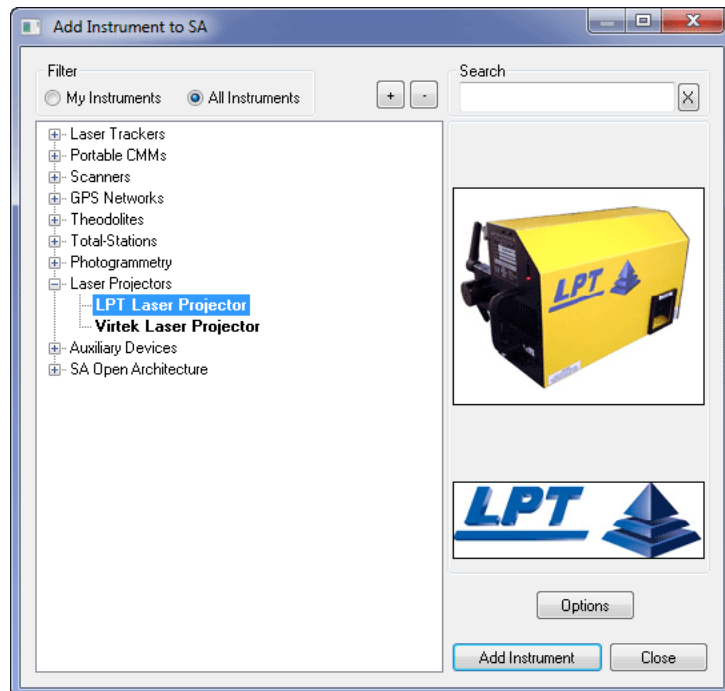 Add Instrument to SA
Filter
My Instruments
All Instruments
+
-
Search
X
Laser Trackers
Portable CMMs
Scanners
GPS Networks
Theodolites
Total-Stations
Photogrammetry
Laser Projectors
LPT Laser Projector
Virtek Laser Projector
Auxiliary Devices
SA Open Architecture
LPT
LPT
Options
Add Instrument
Close